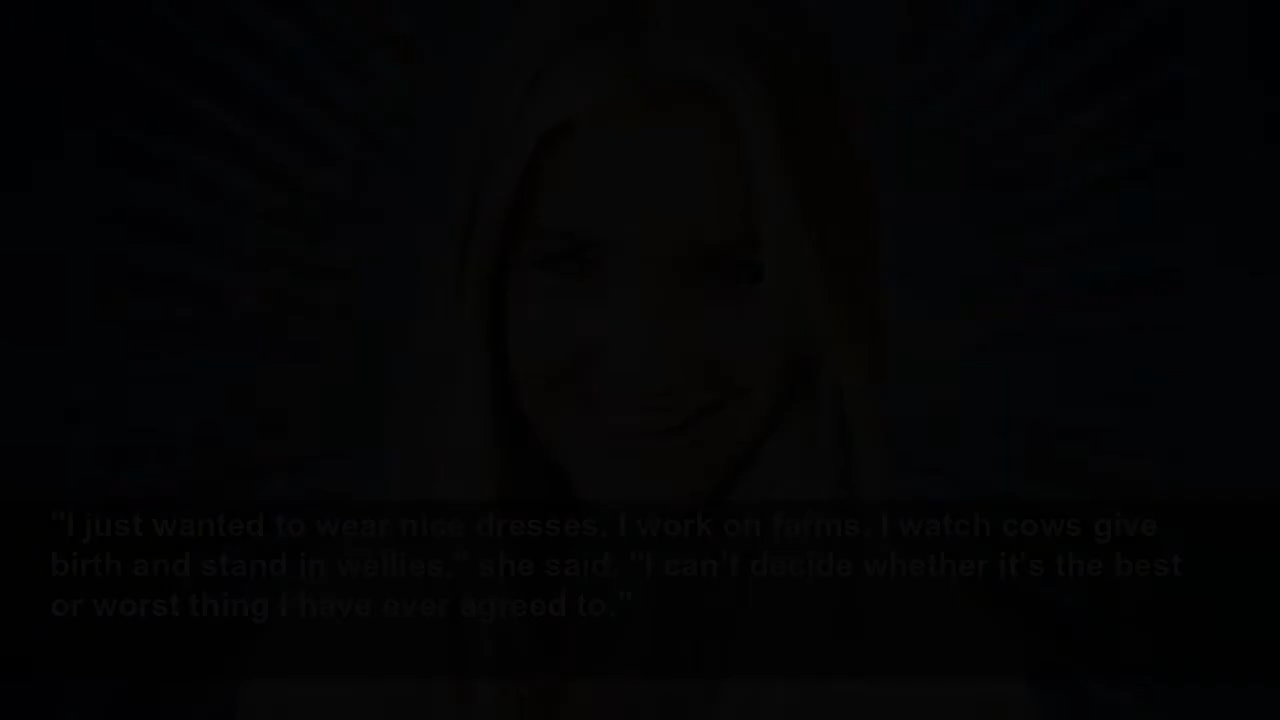 "I just wanted to wear nice dresses. I work on farms. I watch cows give
birth and stand in wellies," she said. "I can't decide whether it's the best
or worst thing I have ever agreed to."